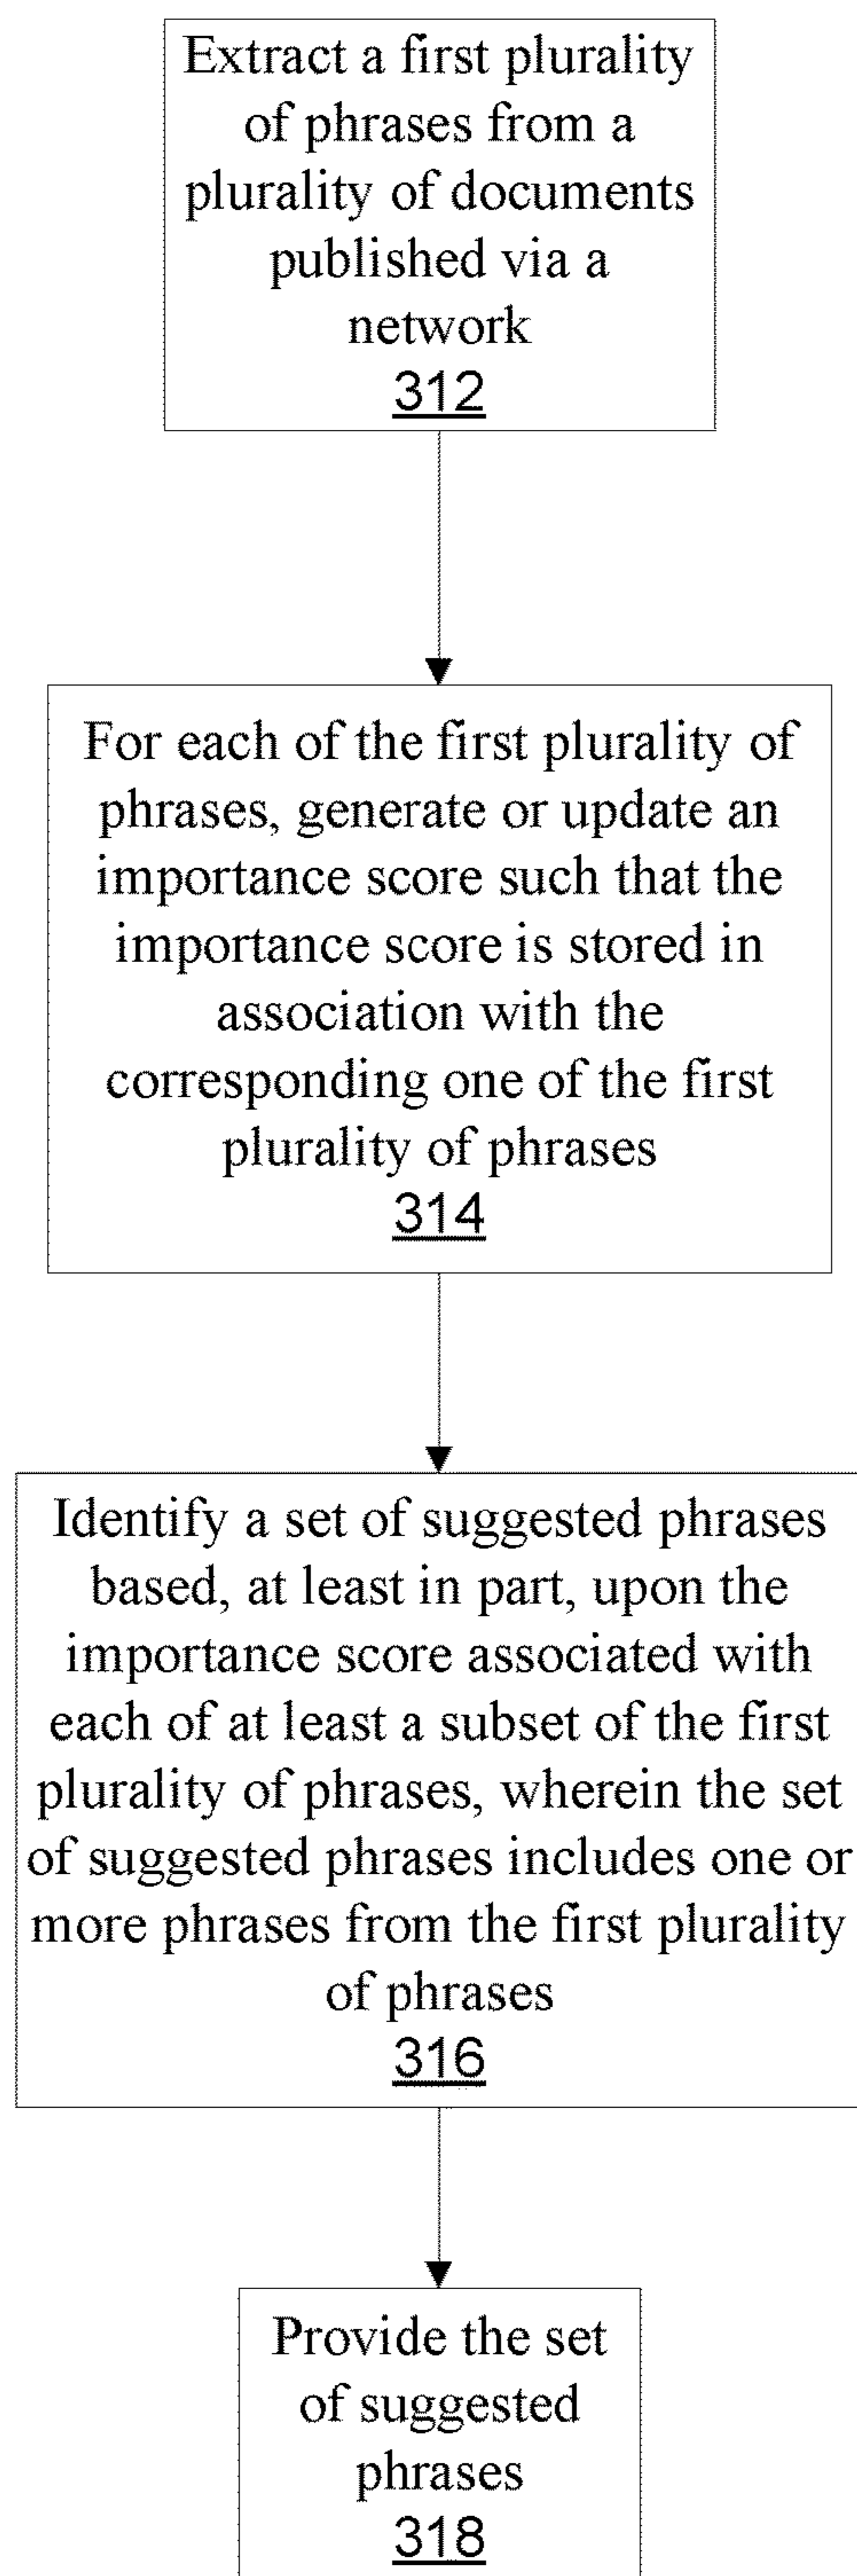 Extract a first plurality
of phrases from a
plurality of documents
published via a
network
312
For each of the first plurality of
phrases, generate or update an
importance score such that the
importance score is stored in
association with the
corresponding one of the first
plurality of phrases
314
Identify a set of suggested phrases
based, at least in part, upon the
importance score associated with
each of at least a subset of the first
plurality of phrases, wherein the set
of suggested phrases includes one or
more phrases from the first plurality
of phrases
316
Provide the set
of suggested
phrases
318